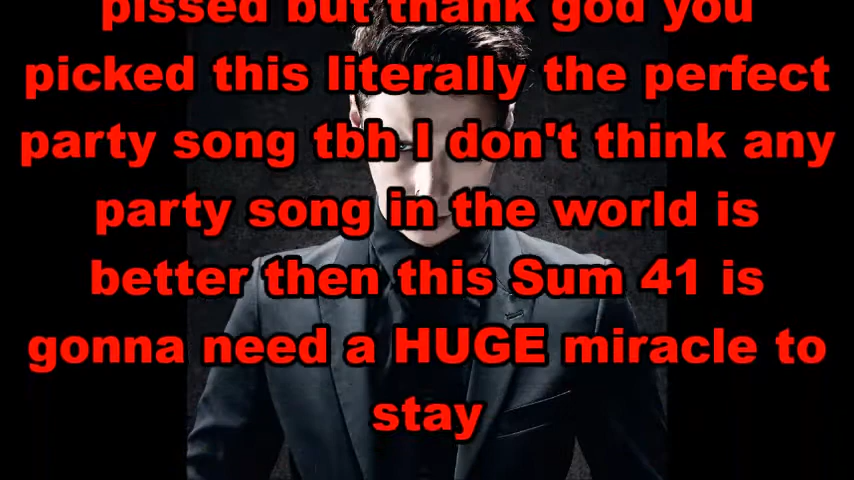 pissed but thank god you
picked this literally the perfect
party song tbh I don't think any
party song in the world is
better then this Sum 41 is
gonna need a HUGE miracle to
stay